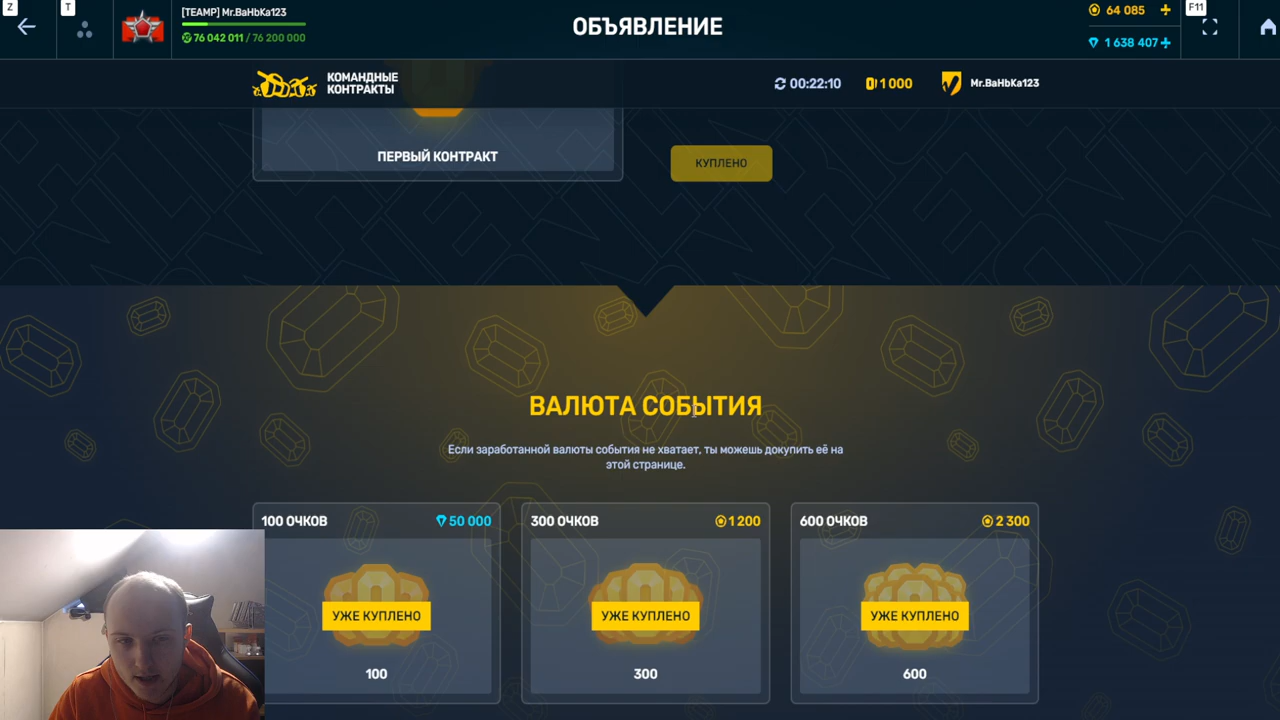 Z
T
[TEAMP] Mr.BaHbKa123
76 042 011 / 76 200 000
ОБЪЯВЛЕНИЕ
64 085
1 638 407
F11
КОМАНДНЫЕ
КОНТРАКТЫ
00:22:10
1 000
Mr.BaHbKa123
ПЕРВЫЙ КОНТРАКТ
КУПЛЕНО
ВАЛЮТА СОБЫТИЯ
Если заработанной валюты события не хватает, ты можешь докупить её на
этой странице.
100 ОЧКОВ
50 000
300 ОЧКОВ
1 200
600 ОЧКОВ
2 300
УЖЕ КУПЛЕНО
УЖЕ КУПЛЕНО
УЖЕ КУПЛЕНО
100
300
600